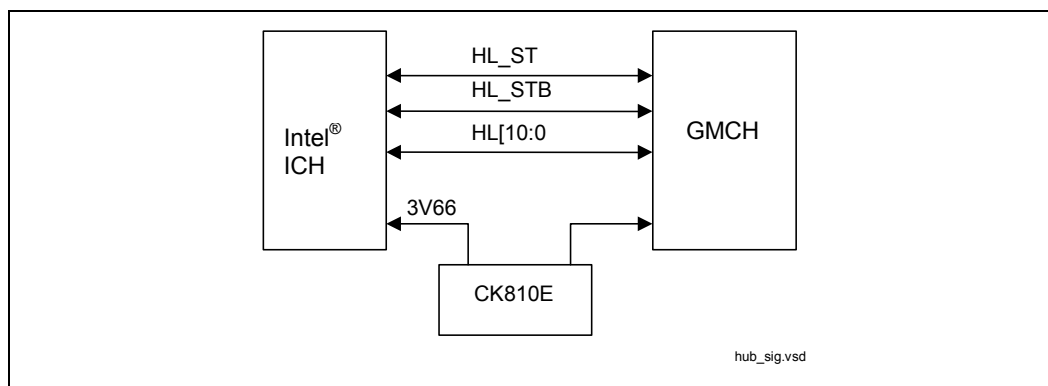 HL_ST
HL_STB
HL[10:0
Intel®
ICH
GMCH
3V66
CK810E
hub_sig.vsd